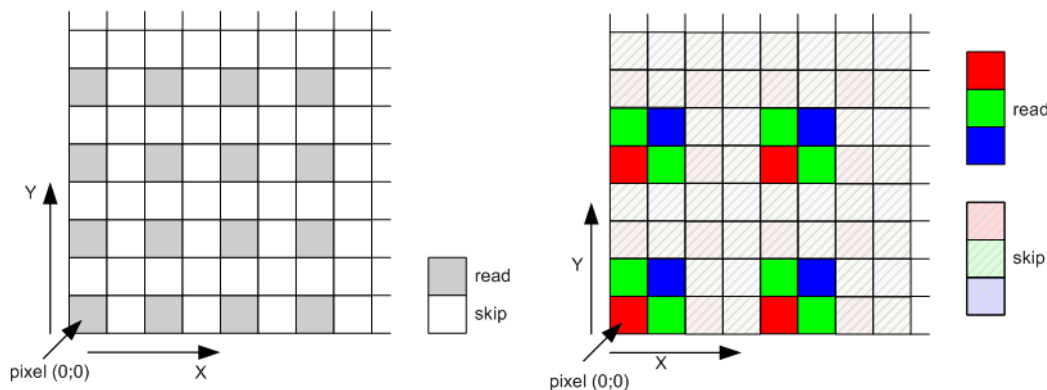 Y
read
skip
pixel (0;0)
X
read
skip
Y
X
pixel (0;0)